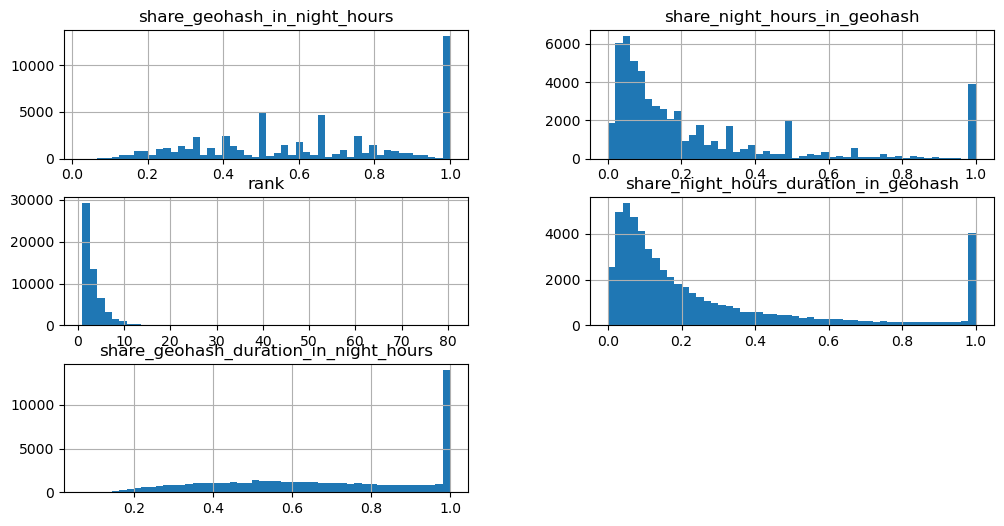 share_geohash_in_night_hours
10000
5000
0
0.0 0.2 0.4 0.6 0.8 1.0
share_night_hours_in_geohash
6000
4000
2000
0
0.0 0.2 0.4 0.6 0.8 1.0
rank
30000
20000
10000
0
0 10 20 30 40 50 60 70 80
share_night_hours_duration_in_geohash
4000
2000
0
0.0 0.2 0.4 0.6 0.8 1.0
share_geohash_duration_in_night_hours
10000
5000
0
0.2 0.4 0.6 0.8 1.0